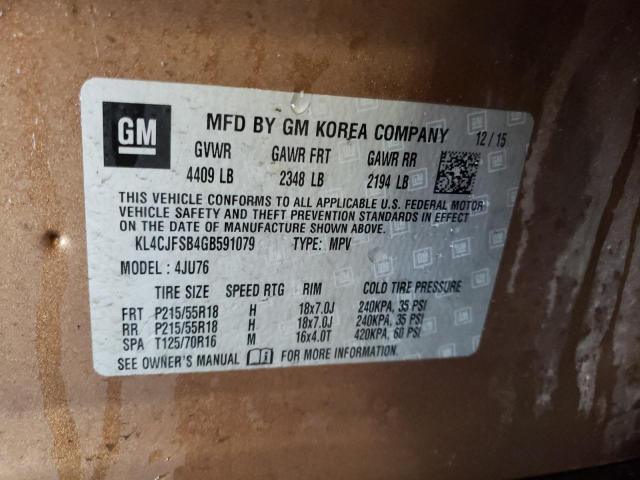 GM
MFD BY GM KOREA COMPANY 12/15
GVWR GAWR FRT GAWR RR
4409 LB 2348 LB 2194 LB
THIS VEHICLE CONFORMS TO ALL APPLICABLE U.S. FEDERAL MOTOR
VEHICLE SAFETY AND THEFT PREVENTION STANDARDS IN EFFECT
ON THE DATE OF MANUFACTURE SHOWN ABOVE.
KL4CJFSB4GB591079 TYPE: MPV
MODEL: 4JU76
TIRE SIZE SPEED RTG RIM COLD TIRE PRESSURE
FRT P215/55R18 H 18x7.0J 240KPA, 35 PSI
RR P215/55R18 H 18x7.0J 240KPA, 35 PSI
SPA T125/70R16 M 16x4.0T 420KPA, 60 PSI
SEE OWNER'S MANUAL FOR MORE INFORMATION